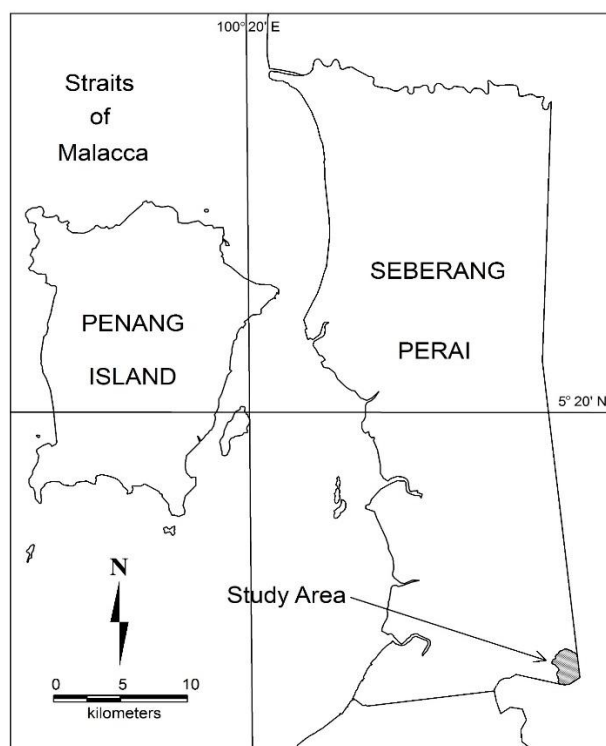 100° 20' E
Straits
of
Malacca
SEBERANG
PERAI
PENANG
ISLAND
5° 20' N
N
Study Area
0 5 10
kilometers